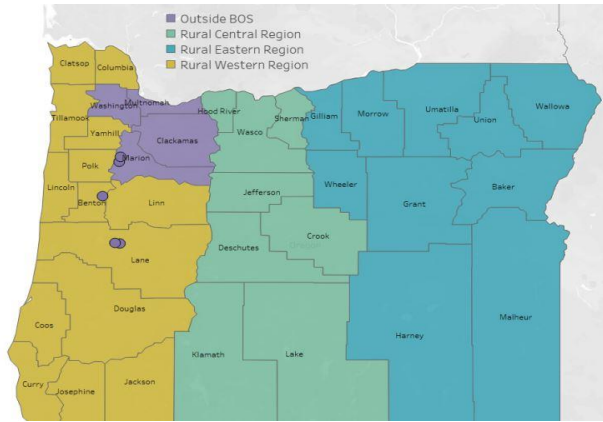 Outside BOS
Rural Central Region
Rural Eastern Region
Rural Western Region
Clatsop
Columbia
Washington
Multnomah
Hood River
Sherman
Gilliam
Morrow
Umatilla
Wallowa
Union
Tillamook
Yamhill
Clackamas
Wasco
Polk
Marion
Wheeler
Grant
Baker
Lincoln
Benton
Linn
Jefferson
Crook
Deschutes
Lane
Douglas
Malheur
Coos
Harney
Klamath
Lake
Curry
Josephine
Jackson